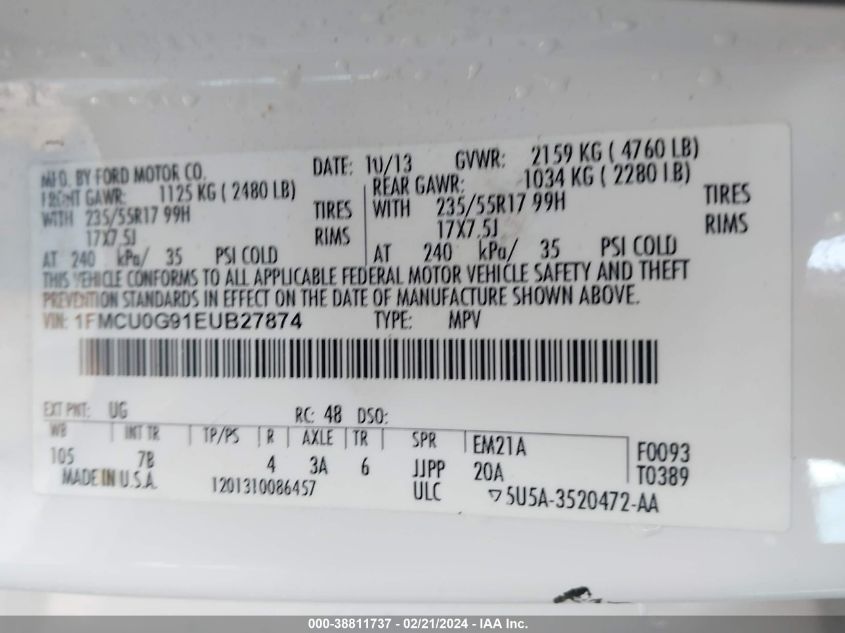 MFD. BY FORD MOTOR CO. DATE: 10/13 GVWR: 2159 KG ( 4760 LB)
FRONT GAWR: 1125 KG ( 2480 LB) REAR GAWR: 1034 KG ( 2280 LB)
WITH 235/55R17 99H TIRES WITH 235/55R17 99H TIRES
17X7.5J RIMS 17X7.5J RIMS
AT 240 kPa/ 35 PSI COLD AT 240 kPa/ 35 PSI COLD
THIS VEHICLE CONFORMS TO ALL APPLICABLE FEDERAL MOTOR VEHICLE SAFETY AND THEFT
PREVENTION STANDARDS IN EFFECT ON THE DATE OF MANUFACTURE SHOWN ABOVE.
VIN: 1FMCU0G91EUB27874 TYPE: MPV
EXT PNT: UG RC: 48 DSO:
WB INT TR TP/PS R AXLE TR SPR EM21A F0093
105 7B 4 3A 6 JJPP 20A T0389
MADE IN U.S.A. 1201310086457 ULC 5U5A-3520472-AA
000-38811737 - 02/21/2024 - IAA Inc.